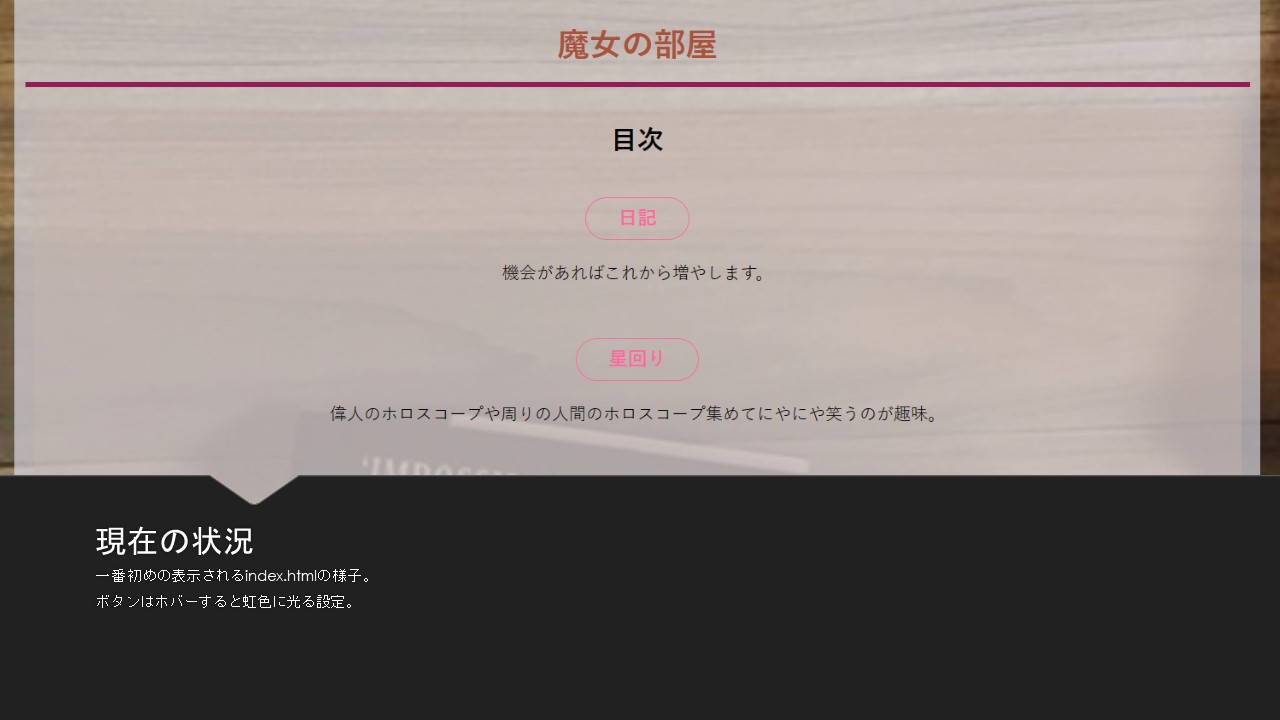 魔女の部屋
目次
日記
機会があればこれから増やします。
星回り
偉人のホロスコープや周りの人間のホロスコープ集めてにやにや笑うのが趣味。
現在の状況
一番初めの表示されるindex.htmlの様子。
ボタンはホバーすると虹色に光る設定。